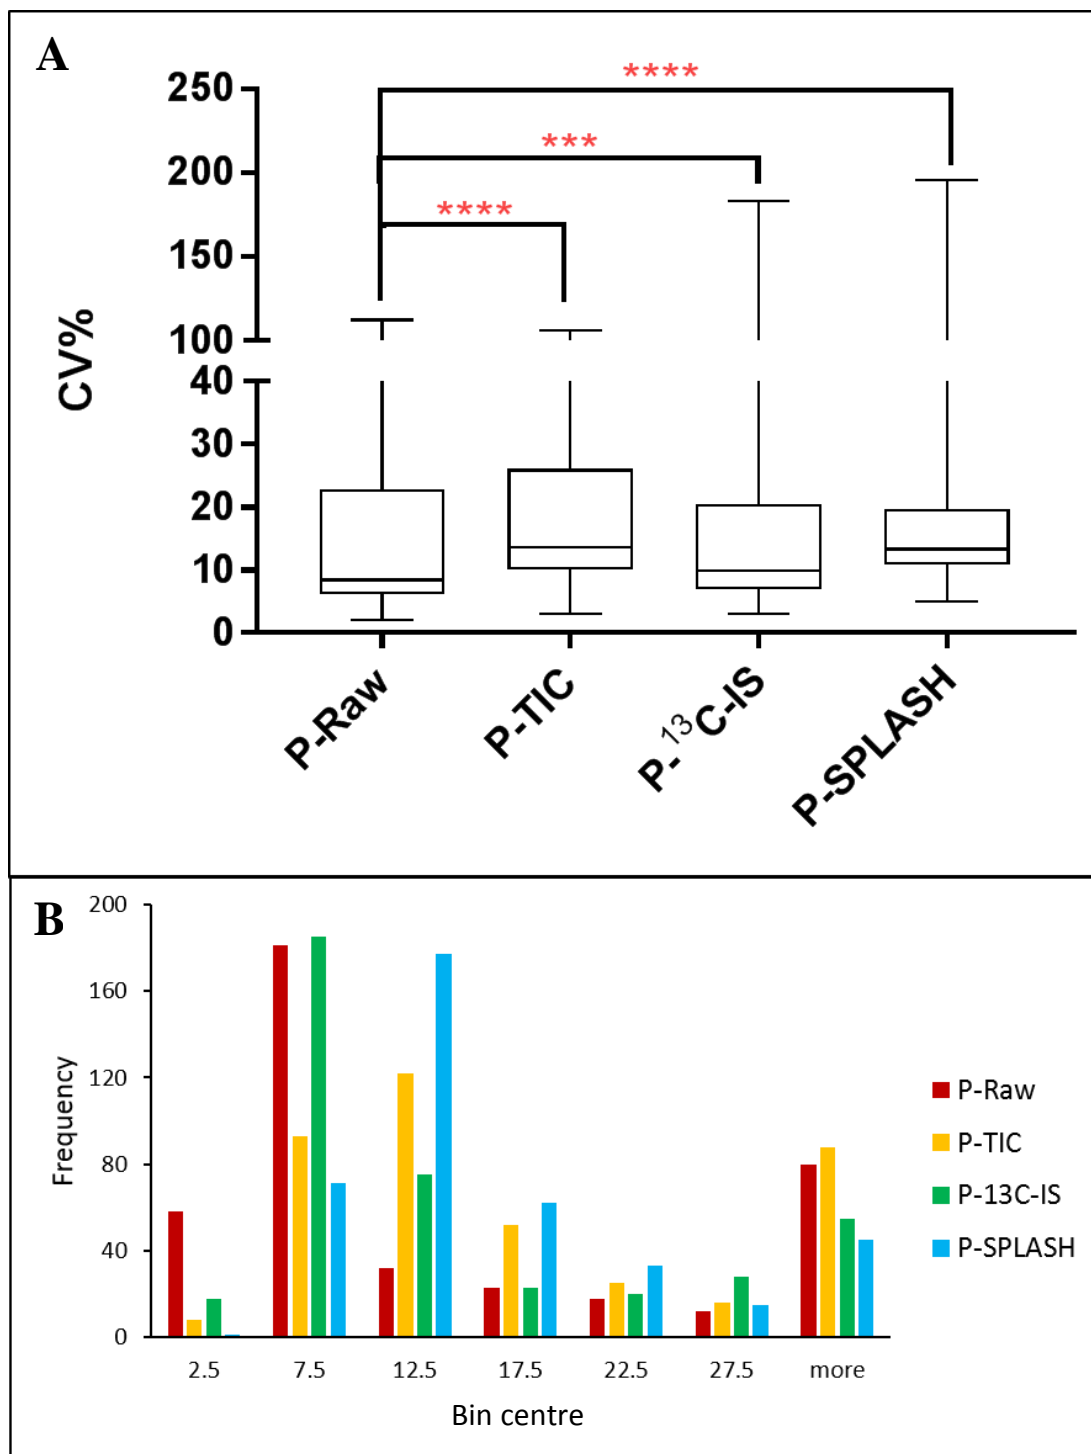 A
****
250
***
200
****
150
100
CV%
40
30
20
10
0
P-Raw
P-TIC
P-¹³C-IS
P-SPLASH
B
200
160
120
80
40
0
Frequency
2.5 7.5 12.5 17.5 22.5 27.5 more
Bin centre
P-Raw
P-TIC
P-13C-IS
P-SPLASH